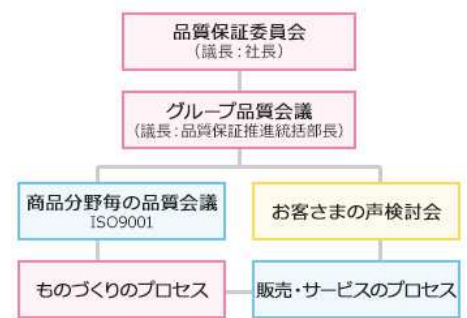 品質保証委員会
(議長:社長)
グループ品質会議
(議長:品質保証推進統括部長)
商品分野毎の品質会議
ISO9001
お客さまの声検討会
ものづくりのプロセス
販売・サービスのプロセス